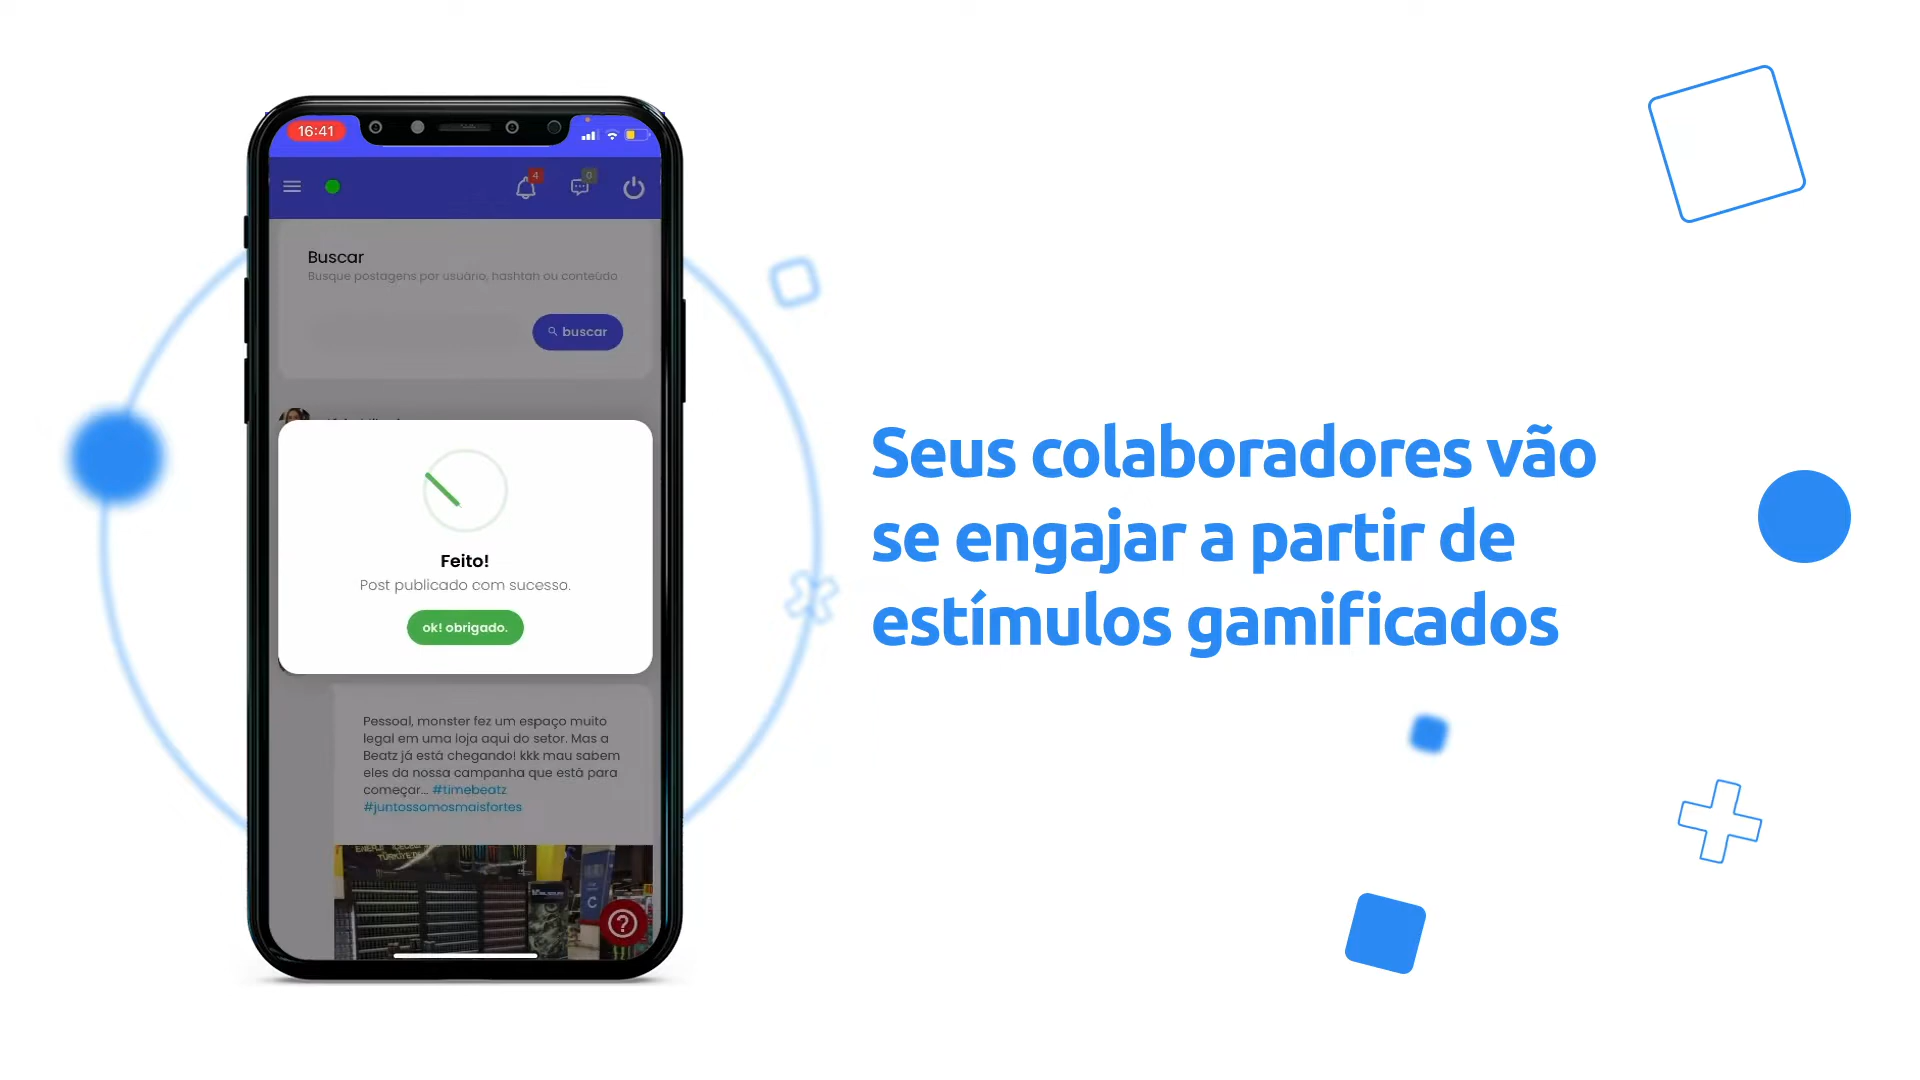 16:41
4
0
Buscar
Busque postagens por usuário, hashtah ou conteúdo
buscar
Feito!
Post publicado com sucesso.
ok! obrigado.
Pessoal, monster fez um espaço muito
legal em uma loja aqui do setor. Mas a
Beatz já está chegando! kkk mau sabem
eles da nossa campanha que está para
começar... #timebeatz
#juntossomosmaisfortes
Seus colaboradores vão
se engajar a partir de
estímulos gamificados